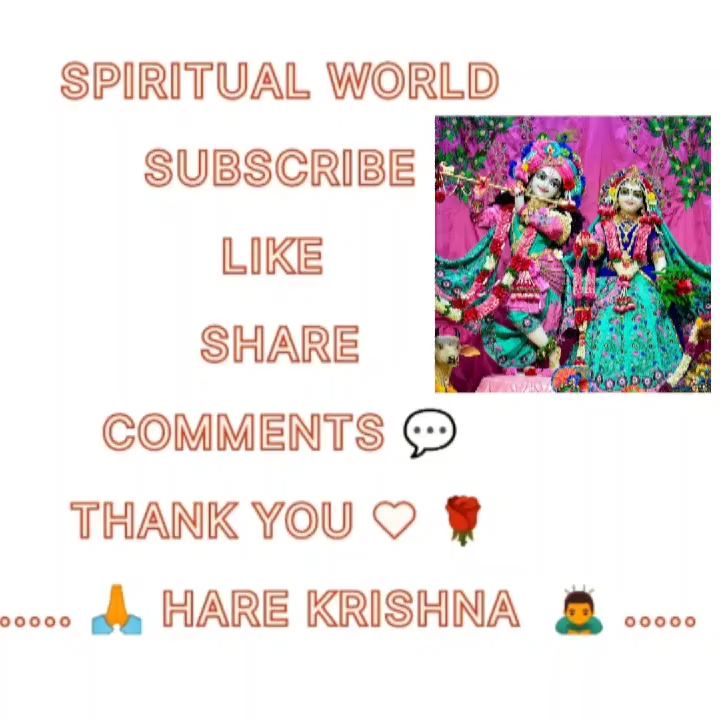 SPIRITUAL WORLD
SUBSCRIBE
LIKE
SHARE
COMMENTS 💬
THANK YOU ♡ 🌹
..... 🙏 HARE KRISHNA 🙇 .....